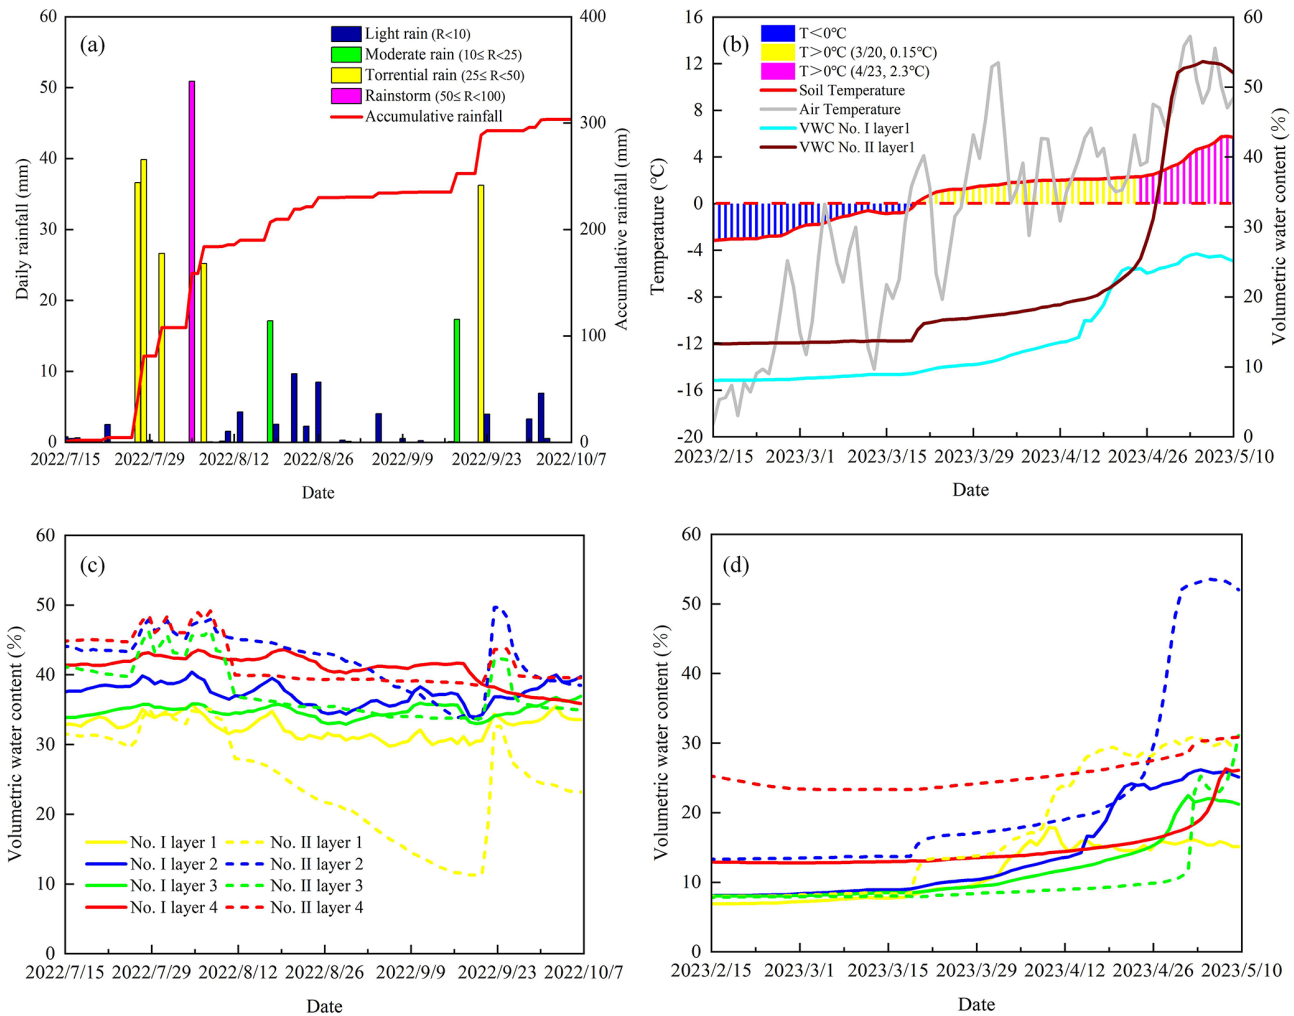 (a)
Light rain (R<10)
Moderate rain (10≤ R<25)
Torrential rain (25≤ R<50)
Rainstorm (50≤ R<100)
Accumulative rainfall
60
50
40
30
20
10
0
Daily rainfall (mm)
400
300
200
100
0
Accumulative rainfall (mm)
2022/7/15 2022/7/29 2022/8/12 2022/8/26 2022/9/9 2022/9/23 2022/10/7
Date
(b)
T<0℃
T>0℃ (3/20, 0.15℃)
T>0℃ (4/23, 2.3℃)
Soil Temperature
Air Temperature
VWC No. I layer1
VWC No. II layer1
16
12
8
4
0
-4
-8
-12
-16
-20
Temperature (℃)
60
50
40
30
20
10
0
Volumetric water content (%)
2023/2/15 2023/3/1 2023/3/15 2023/3/29 2023/4/12 2023/4/26 2023/5/10
Date
(c)
60
50
40
30
20
10
0
Volumetric water content (%)
No. I layer 1 No. II layer 1
No. I layer 2 No. II layer 2
No. I layer 3 No. II layer 3
No. I layer 4 No. II layer 4
2022/7/15 2022/7/29 2022/8/12 2022/8/26 2022/9/9 2022/9/23 2022/10/7
Date
(d)
60
50
40
30
20
10
0
Volumetric water content (%)
2023/2/15 2023/3/1 2023/3/15 2023/3/29 2023/4/12 2023/4/26 2023/5/10
Date